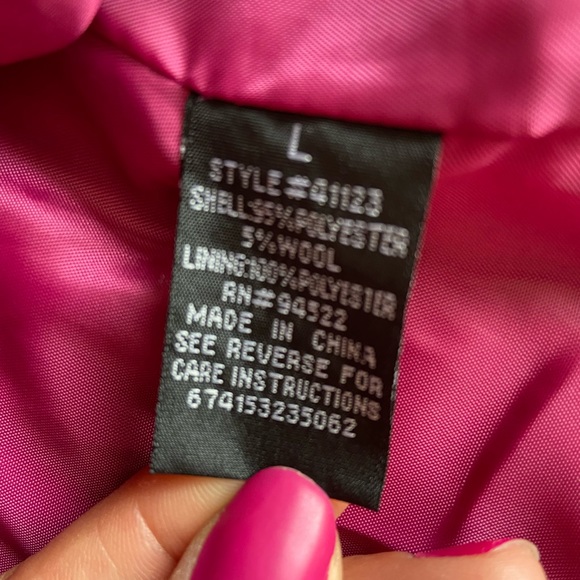 L
STYLE#41123
SHELL:95%POLYESTER
5%WOOL
LINING:100%POLYESTER
RN#94322
MADE IN CHINA
SEE REVERSE FOR
CARE INSTRUCTIONS
674153235062